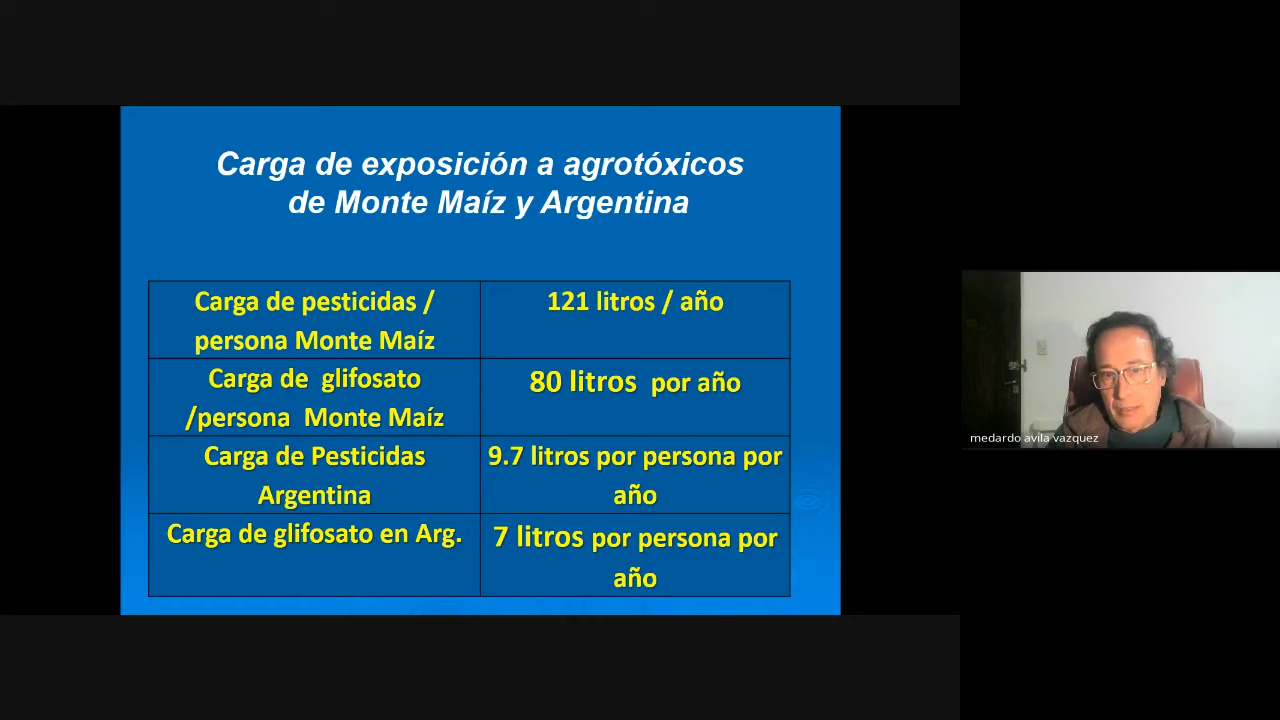 Carga de exposición a agrotóxicos
de Monte Maíz y Argentina
Carga de pesticidas /
persona Monte Maíz
121 litros / año
Carga de glifosato
/persona Monte Maíz
80 litros por año
Carga de Pesticidas
Argentina
9.7 litros por persona por
año
Carga de glifosato en Arg.
7 litros por persona por
año
medardo avila vazquez